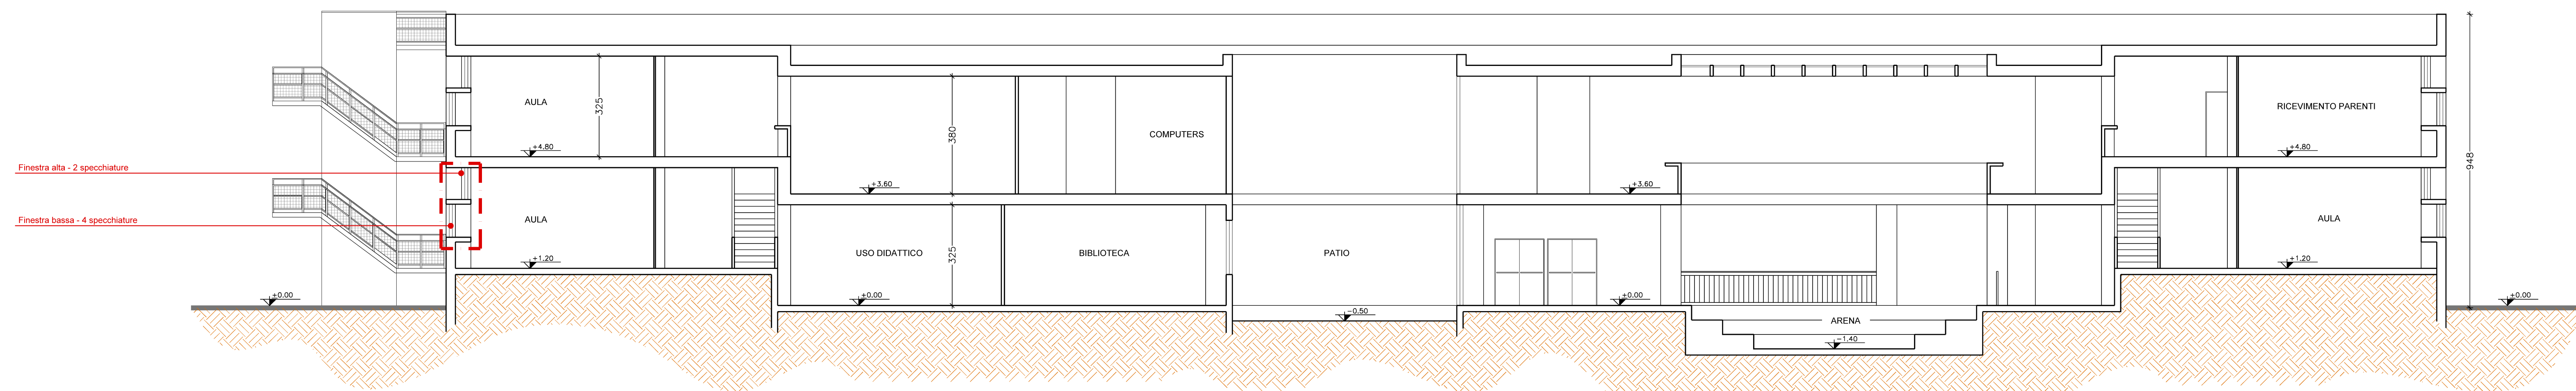 AULA
325
380
COMPUTERS
RICEVIMENTO PARENTI
948
+4.80
+4.80
Finestra alta - 2 specchiature
+3.60
+3.60
Finestra bassa - 4 specchiature
AULA
AULA
USO DIDATTICO
325
BIBLIOTECA
PATIO
+1.20
+1.20
+0.00
+0.00
+0.00
+0.00
-0.50
ARENA
-1.40